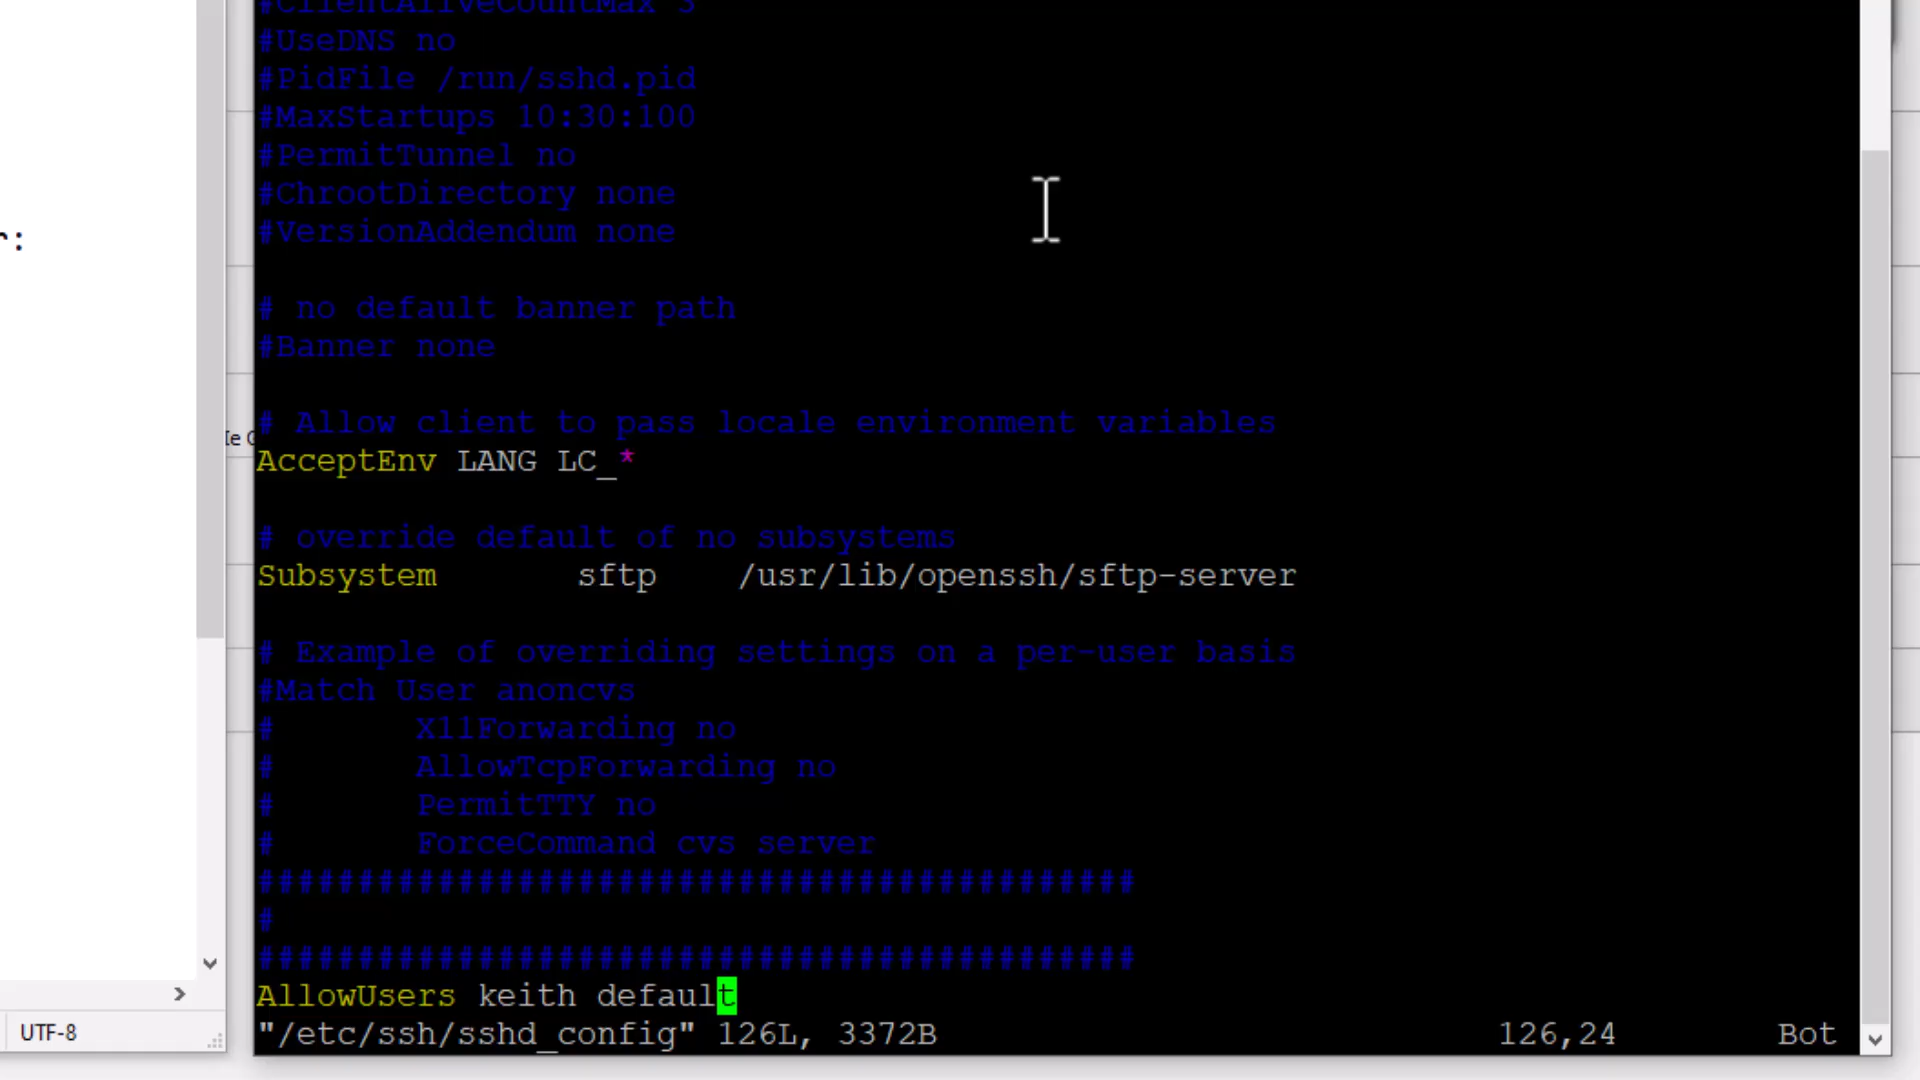 #ClientAliveCountMax 3
#UseDNS no
#PidFile /run/sshd.pid
#MaxStartups 10:30:100
#PermitTunnel no
#ChrootDirectory none
#VersionAddendum none
r:
# no default banner path
#Banner none
# Allow client to pass locale environment variables
AcceptEnv LANG LC_*
# override default of no subsystems
Subsystem       sftp    /usr/lib/openssh/sftp-server
# Example of overriding settings on a per-user basis
#Match User anoncvs
#       X11Forwarding no
#       AllowTcpForwarding no
#       PermitTTY no
#       ForceCommand cvs server
############################################
#
############################################
AllowUsers keith default
"/etc/ssh/sshd_config" 126L, 3372B 126,24 Bot
UTF-8